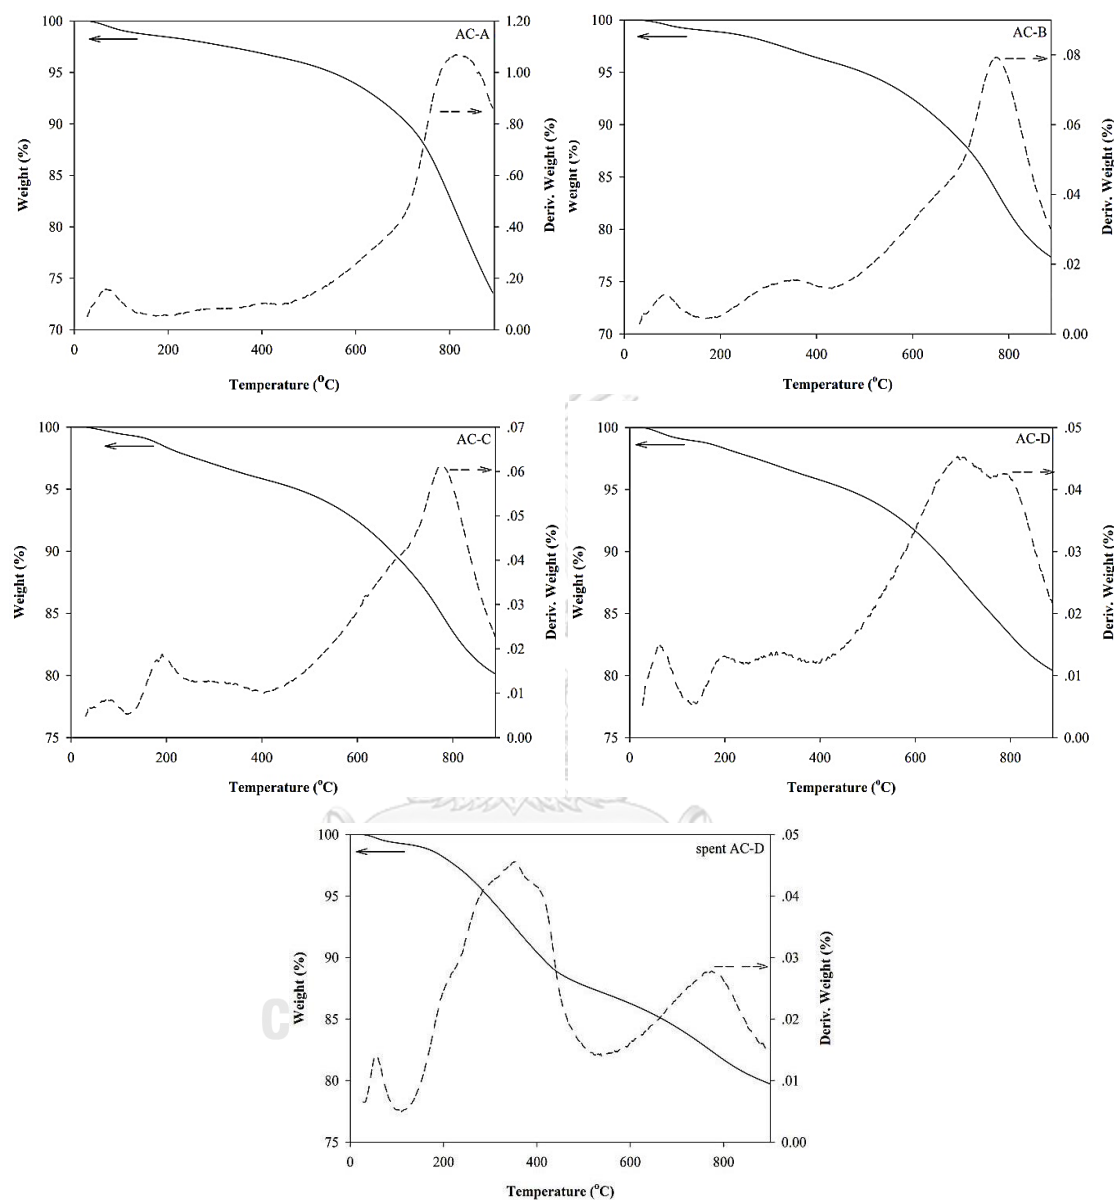 AC-A
100
95
90
85
80
75
70
Weight (%)
1.20
1.00
.80
.60
.40
.20
0.00
Deriv. Weight (%)
0 200 400 600 800
Temperature (°C)
AC-B
100
95
90
85
80
75
70
Weight (%)
.08
.06
.04
.02
0.00
Deriv. Weight (%)
0 200 400 600 800
Temperature (°C)
AC-C
100
95
90
85
80
75
Weight (%)
0.07
.06
.05
.04
.03
.02
.01
0.00
Deriv. Weight (%)
0 200 400 600 800
Temperature (°C)
AC-D
100
95
90
85
80
75
Weight (%)
.05
.04
.03
.02
.01
0.00
Deriv. Weight (%)
0 200 400 600 800
Temperature (°C)
spent AC-D
100
95
90
85
80
75
Weight (%)
.05
.04
.03
.02
.01
0.00
Deriv. Weight (%)
0 200 400 600 800
Temperature (°C)
C